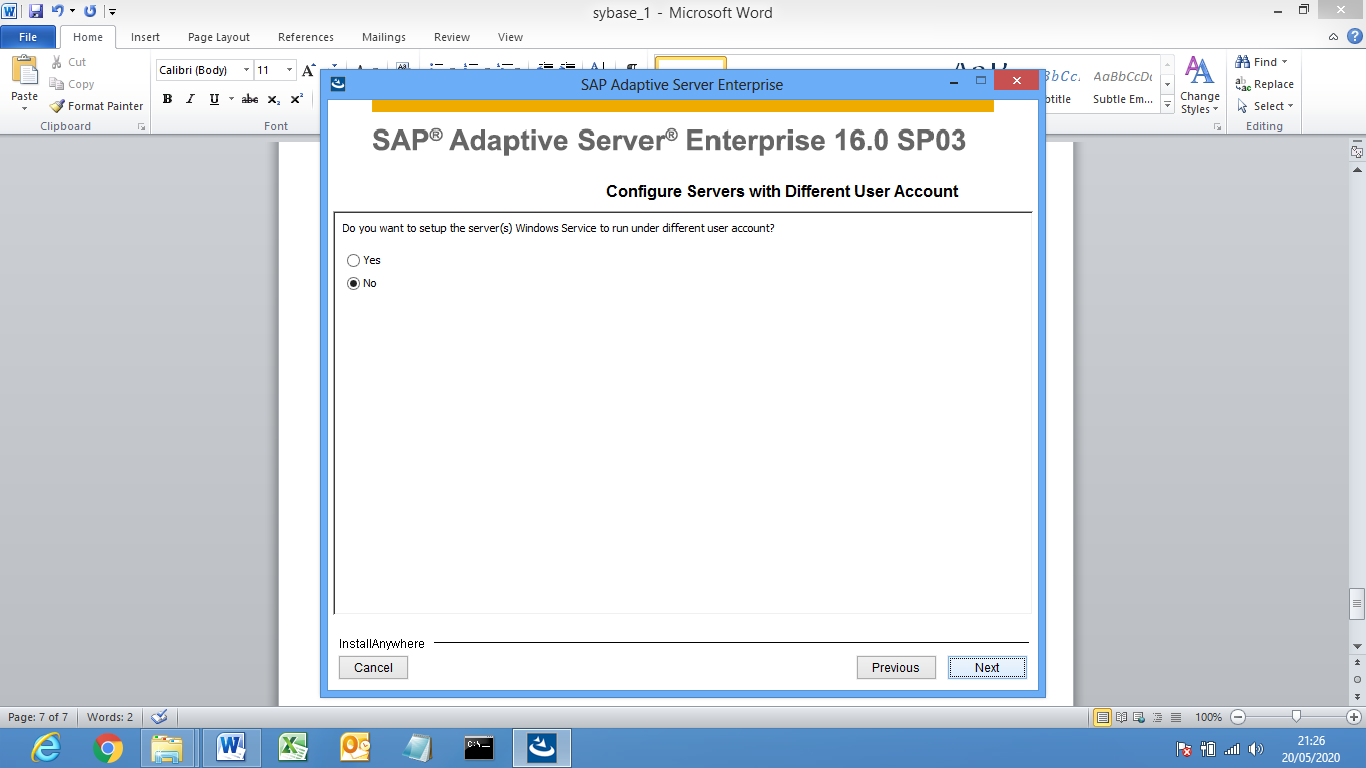 sybase_1 - Microsoft Word
File Home Insert Page Layout References Mailings Review View
Paste
Cut
Copy
Format Painter
Clipboard
Calibri (Body) 11
B I U abc x₂ x²
Font
AaBbCcDc
Subtle Em...
Change
Styles
Find
Replace
Select
Editing
SAP Adaptive Server Enterprise
SAP® Adaptive Server® Enterprise 16.0 SP03
Configure Servers with Different User Account
Do you want to setup the server(s) Windows Service to run under different user account?
Yes
No
InstallAnywhere
Cancel Previous Next
Page: 7 of 7 Words: 2 100%
21:26
20/05/2020